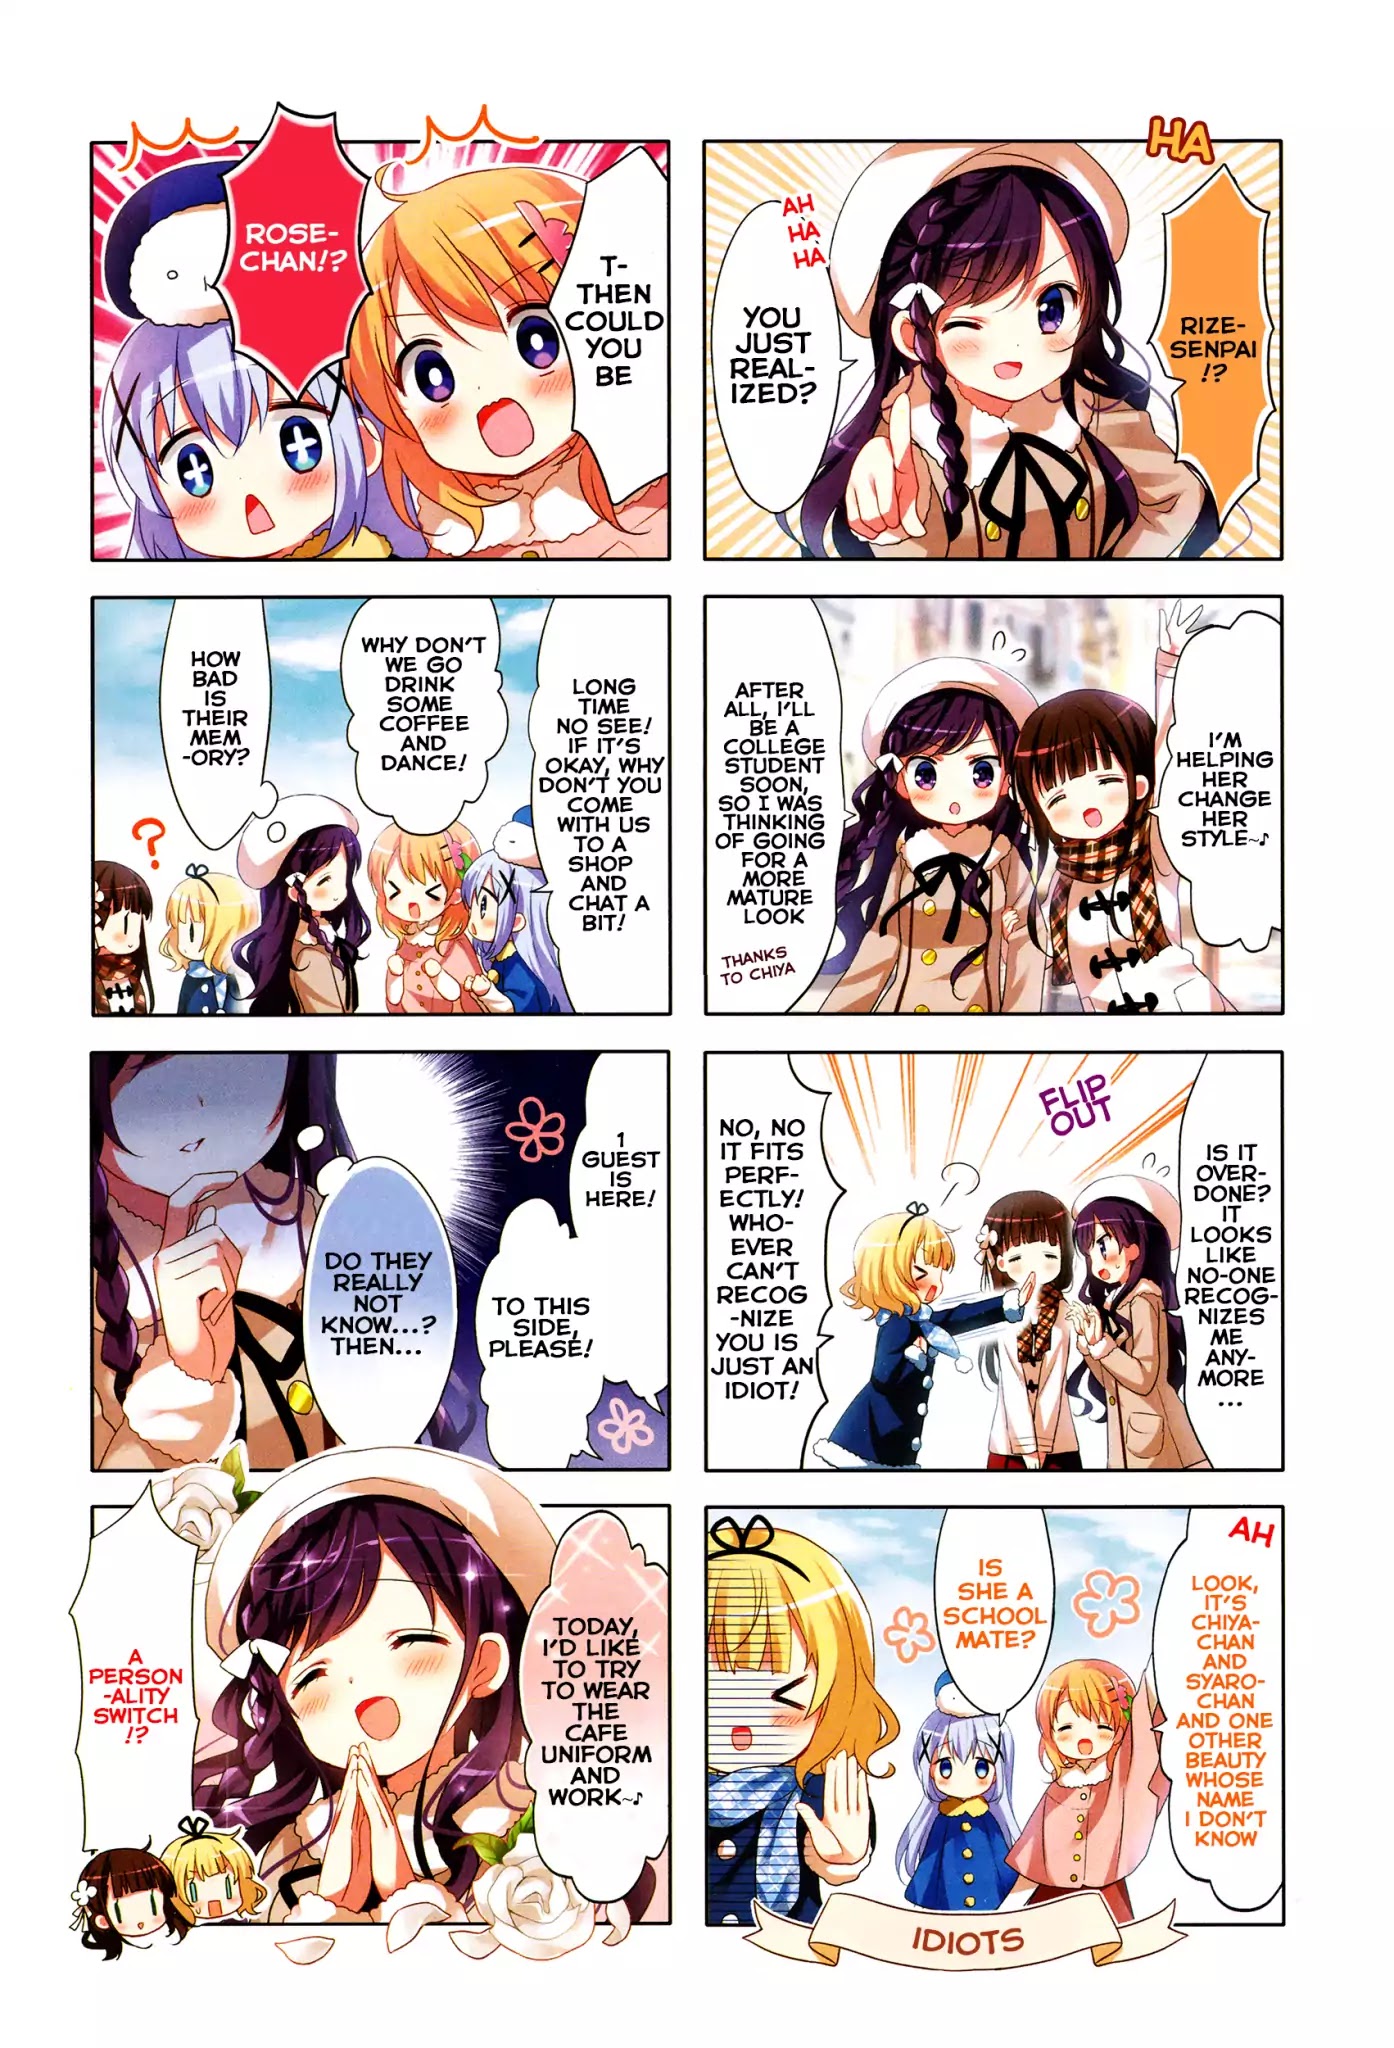 HA
RIZE-
SENPAI
!?
AH
HA
HA
YOU
JUST
REAL-
IZED?
I'M
HELPING
HER
CHANGE
HER
STYLE~♪
AFTER
ALL, I'LL
BE A
COLLEGE
STUDENT
SOON,
SO I WAS
THINKING
OF GOING
FOR A
MORE
MATURE
LOOK
THANKS
TO CHIYA
FLIP
OUT
IS IT
OVER-
DONE?
IT
LOOKS
LIKE
NO-ONE
RECOG-
NIZES
ME
ANY-
MORE
...
NO, NO
IT FITS
PERF-
ECTLY!
WHO-
EVER
CAN'T
RECOG
-NIZE
YOU IS
JUST AN
IDIOT!
AH
LOOK,
IT'S
CHIYA-
CHAN
AND
SYARO-
CHAN
AND ONE
OTHER
BEAUTY
WHOSE
NAME
I DON'T
KNOW
IS
SHE A
SCHOOL
MATE?
IDIOTS
T-
THEN
COULD
YOU
BE
ROSE-
CHAN!?
LONG
TIME
NO SEE!
IF IT'S
OKAY, WHY
DON'T YOU
COME
WITH US
TO A
SHOP
AND
CHAT A
BIT!
WHY DON'T
WE GO
DRINK
SOME
COFFEE
AND
DANCE!
HOW
BAD
IS
THEIR
MEM
-ORY?
?
1
GUEST
IS
HERE!
TO THIS
SIDE,
PLEASE!
DO THEY
REALLY
NOT
KNOW...?
THEN...
TODAY,
I'D LIKE
TO TRY
TO WEAR
THE
CAFE
UNIFORM
AND
WORK~♪
A
PERSON
-ALITY
SWITCH
!?